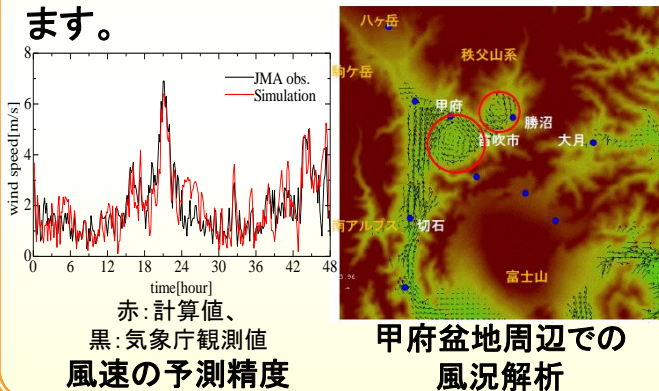 ます。
8
6
4
2
0
wind speed[m/s]
JMA obs.
Simulation
0 6 12 18 24 30 36 42 48
time[hour]
赤：計算値、
黒：気象庁観測値
風速の予測精度
八ヶ岳
秩父山系
駒ケ岳
甲府
勝沼
笛吹市
大月
南アルプス
切石
富士山
甲府盆地周辺での
風況解析